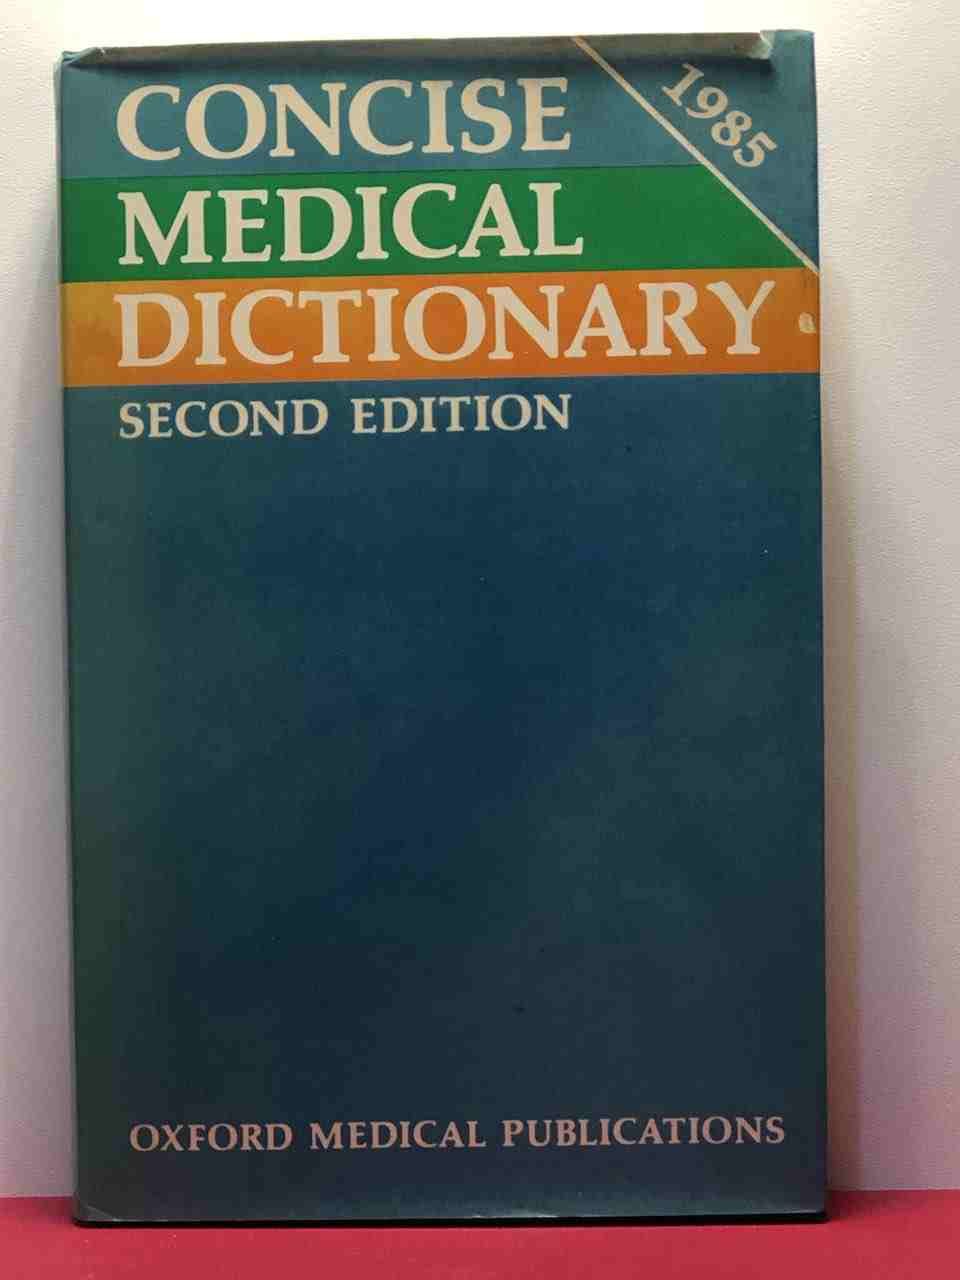 CONCISE
1985
MEDICAL
DICTIONARY
SECOND EDITION
OXFORD MEDICAL PUBLICATIONS